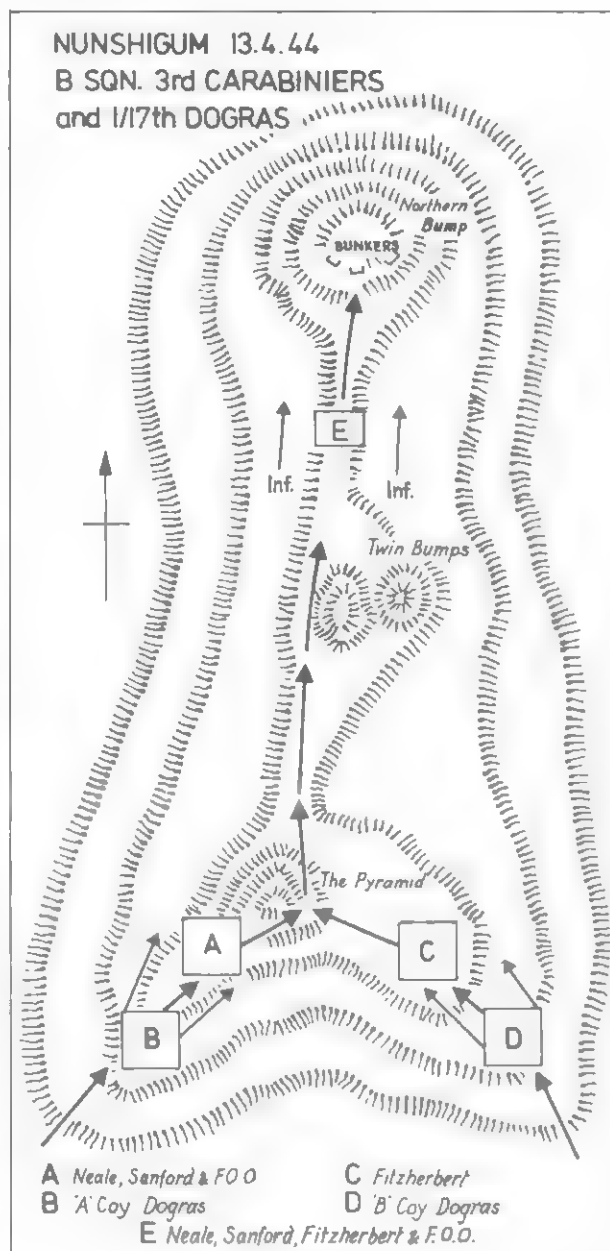 NUNSHIGUM 13.4.44
B SQN. 3rd CARABINIERS
and 1/17th DOGRAS
Northern
Bump
BUNKERS
E
Inf.
Inf.
Twin Bumps
The Pyramid
A
C
B
D
A Neale, Sanford & F O O
C Fitzherbert
B 'A' Coy Dogras
D 'B' Coy Dogras
E Neale, Sanford, Fitzherbert & F.O.O.